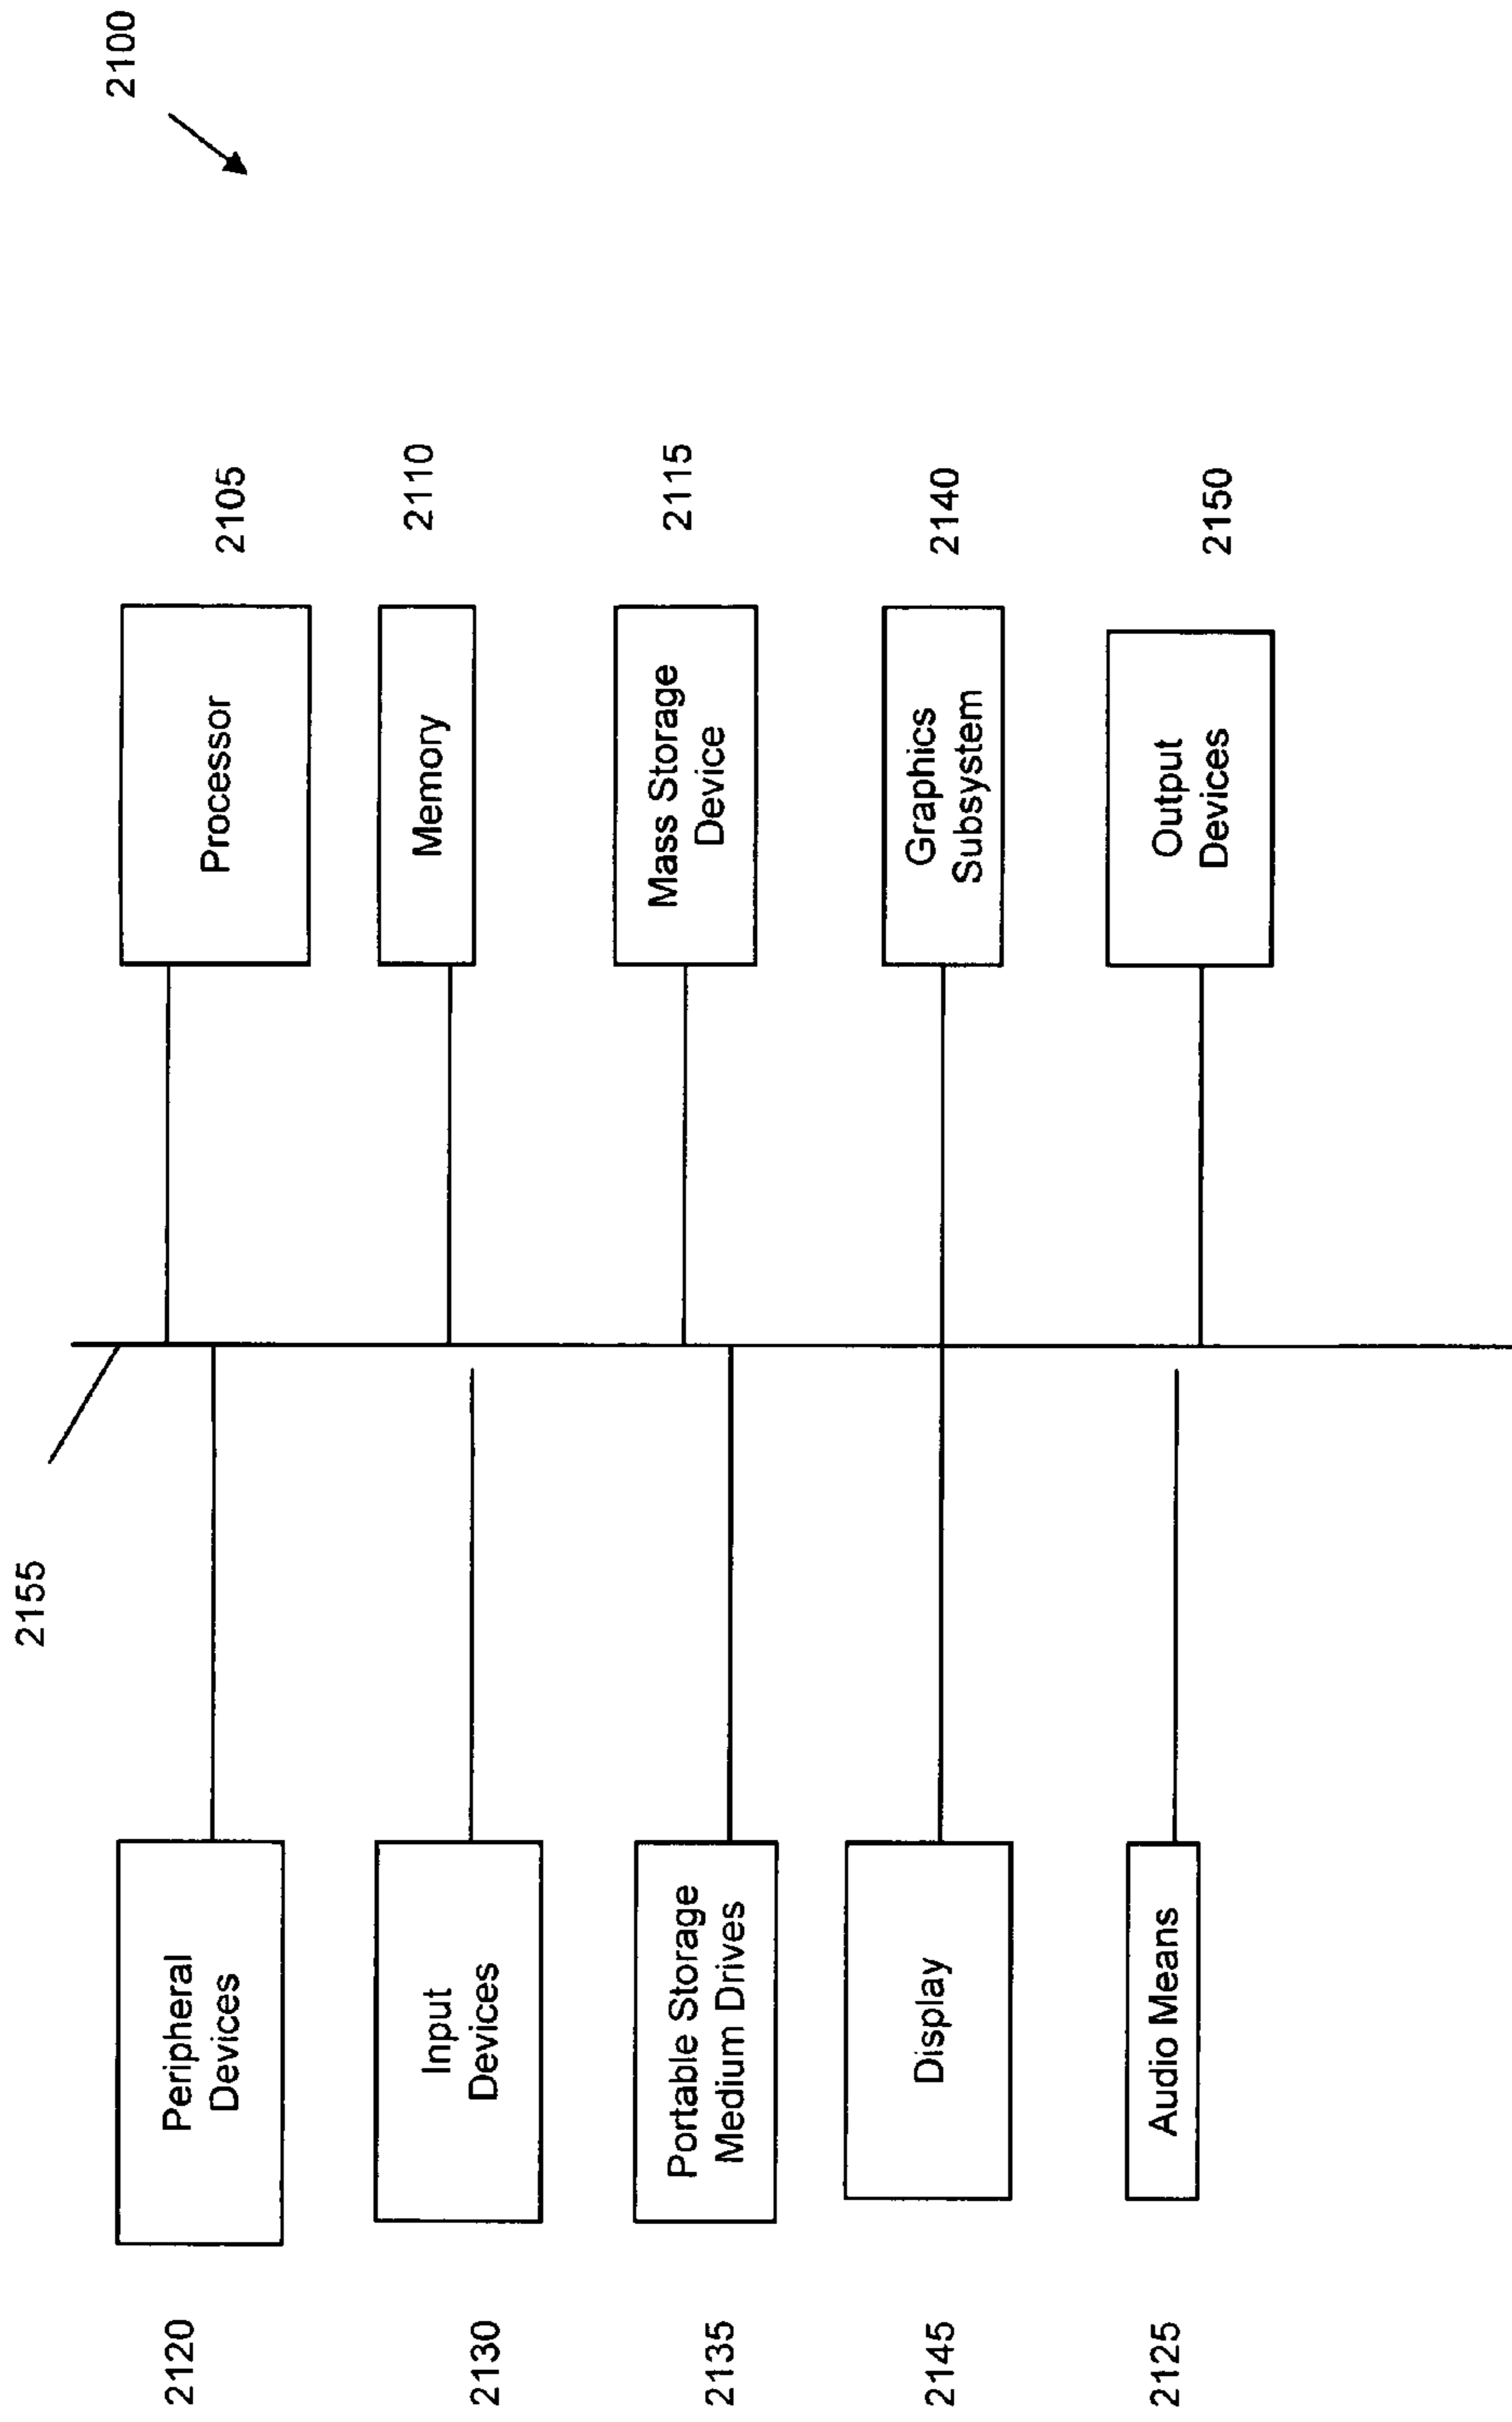 2155
2100
2120
Peripheral
Devices
Processor
2105
2130
Input
Devices
Memory
2110
2135
Portable Storage
Medium Drives
Mass Storage
Device
2115
2145
Display
Graphics
Subsystem
2140
2125
Audio Means
Output
Devices
2150